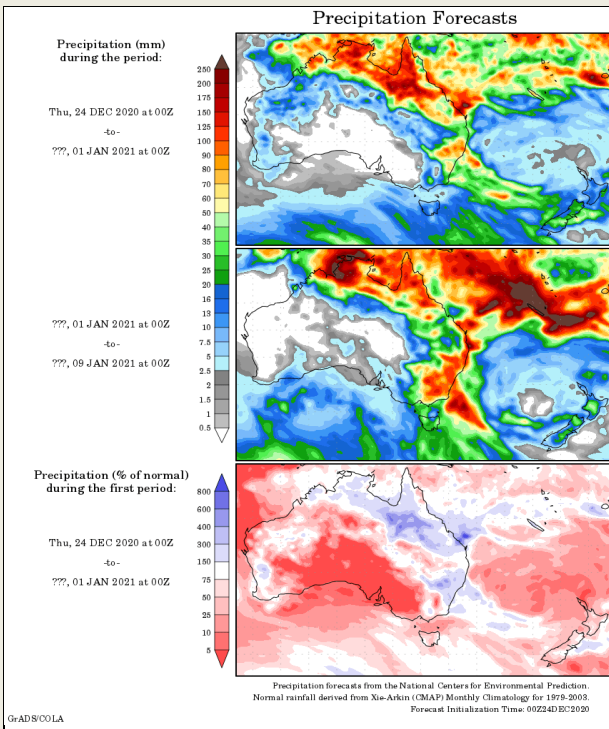 Precipitation Forecasts
Precipitation (mm)
during the period:
Thu, 24 DEC 2020 at 00Z
-to-
???, 01 JAN 2021 at 00Z
250
200
175
150
125
100
90
80
70
60
50
40
35
30
25
20
16
13
10
7.5
5
2.5
2
1.5
1
0.5
???, 01 JAN 2021 at 00Z
-to-
???, 09 JAN 2021 at 00Z
Precipitation (% of normal)
during the first period:
Thu, 24 DEC 2020 at 00Z
-to-
???, 01 JAN 2021 at 00Z
800
600
400
300
150
75
50
25
10
5
Precipitation forecasts from the National Centers for Environmental Prediction.
Normal rainfall derived from Xie-Arkin (CMAP) Monthly Climatology for 1979-2003.
Forecast Initialization Time: 00Z24DEC2020
GrADS/COLA